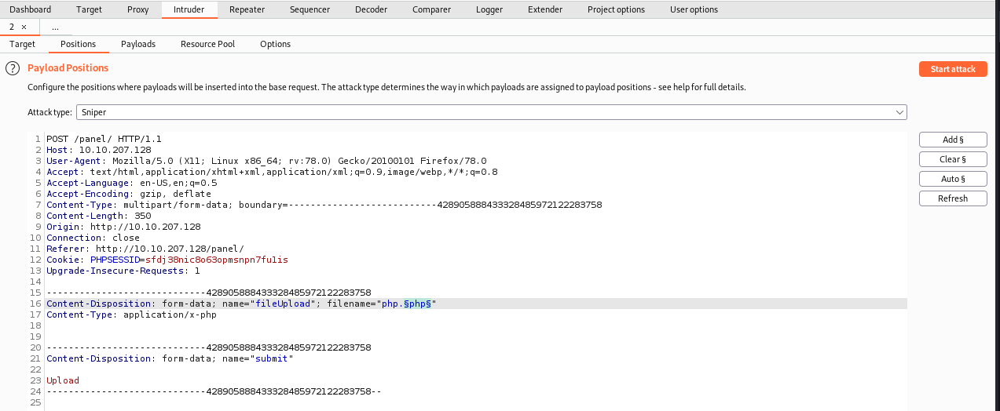 Dashboard Target Proxy Intruder Repeater Sequencer Decoder Comparer Logger Extender Project options User options
2 × ...
Target Positions Payloads Resource Pool Options
? Payload Positions
Start attack
Configure the positions where payloads will be inserted into the base request. The attack type determines the way in which payloads are assigned to payload positions - see help for full details.
Attack type: Sniper
Add §
Clear §
Auto §
Refresh
1 POST /panel/ HTTP/1.1
2 Host: 10.10.207.128
3 User-Agent: Mozilla/5.0 (X11; Linux x86_64; rv:78.0) Gecko/20100101 Firefox/78.0
4 Accept: text/html,application/xhtml+xml,application/xml;q=0.9,image/webp,*/*;q=0.8
5 Accept-Language: en-US,en;q=0.5
6 Accept-Encoding: gzip, deflate
7 Content-Type: multipart/form-data; boundary=---------------------------428905888433328485972122283758
8 Content-Length: 350
9 Origin: http://10.10.207.128
10 Connection: close
11 Referer: http://10.10.207.128/panel/
12 Cookie: PHPSESSID=sfdj38nic8o63opmsnpn7fu1is
13 Upgrade-Insecure-Requests: 1
14
15 -----------------------------428905888433328485972122283758
16 Content-Disposition: form-data; name="fileUpload"; filename="php.§php§"
17 Content-Type: application/x-php
18
19
20 -----------------------------428905888433328485972122283758
21 Content-Disposition: form-data; name="submit"
22
23 Upload
24 -----------------------------428905888433328485972122283758--
25